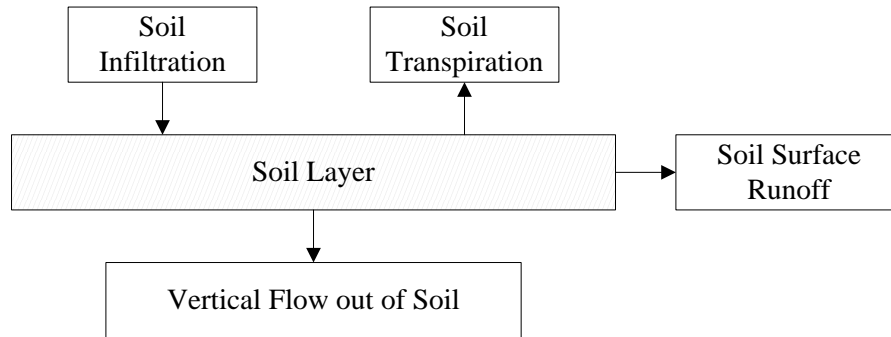 Soil
Infiltration
Soil
Transpiration
Soil Layer
Soil Surface
Runoff
Vertical Flow out of Soil